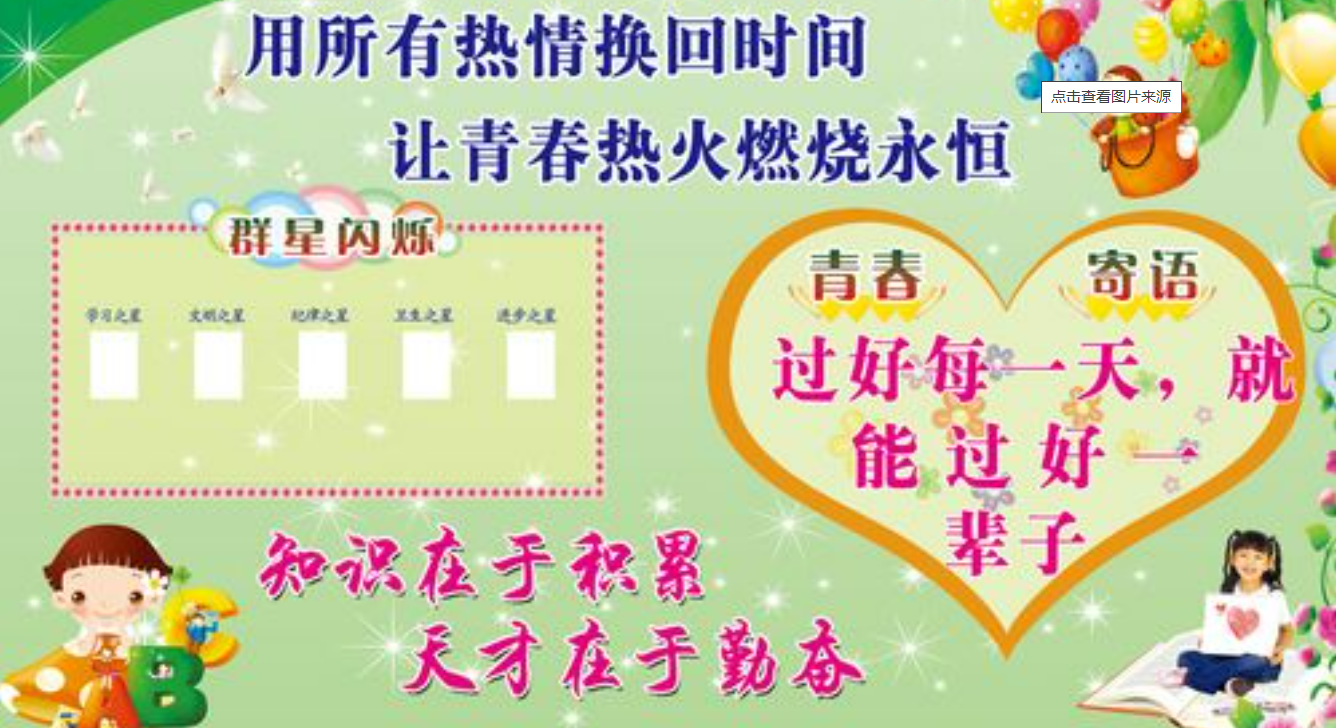 用所有热情换回时间
让青春热火燃烧永恒
点击查看图片来源
群星闪烁
学习之星 文明之星 纪律之星 卫生之星 进步之星
青春 寄语
过好每一天，就
能过好一
辈子
知识在于积累
天才在于勤奋
A B C